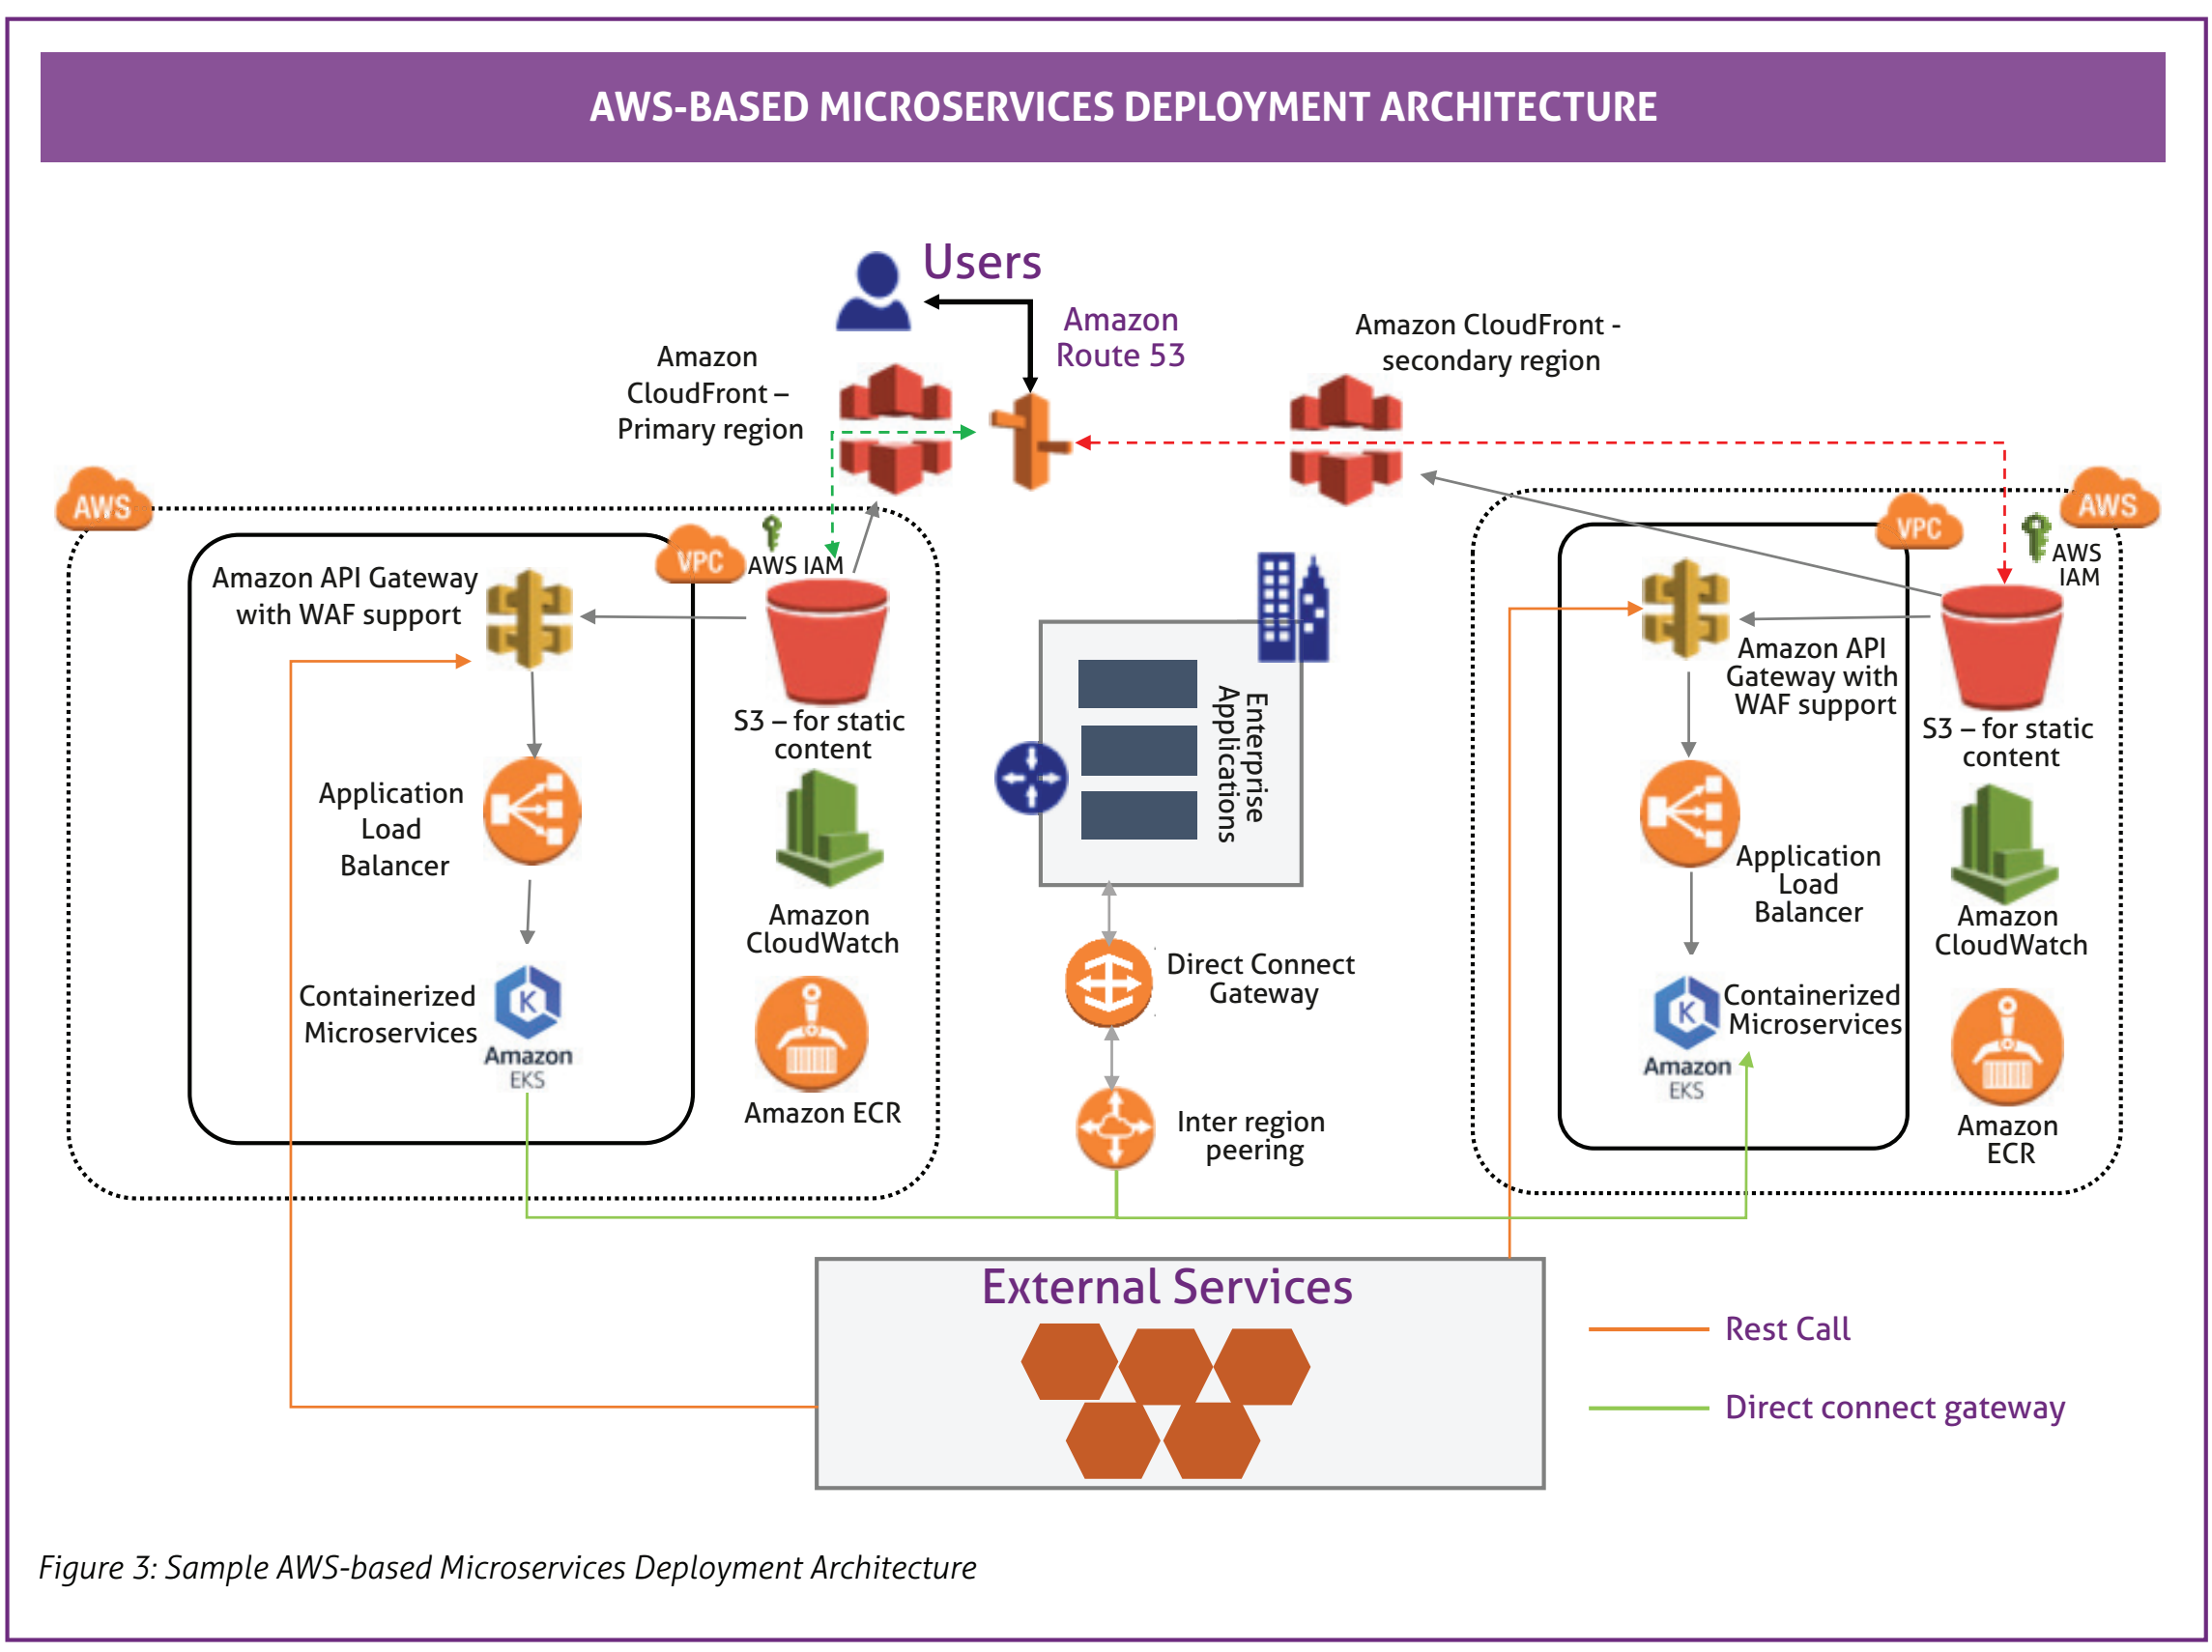 AWS-BASED MICROSERVICES DEPLOYMENT ARCHITECTURE
Users
Amazon
Route 53
Amazon
CloudFront –
Primary region
Amazon CloudFront -
secondary region
AWS
VPC
AWS IAM
Amazon API Gateway
with WAF support
S3 – for static
content
Application
Load
Balancer
Amazon
CloudWatch
Containerized
Microservices
K
Amazon
EKS
Amazon ECR
Enterprise
Applications
Direct Connect
Gateway
Inter region
peering
AWS
VPC
AWS
IAM
Amazon API
Gateway with
WAF support
S3 – for static
content
Application
Load
Balancer
Amazon
CloudWatch
Containerized
Microservices
K
Amazon
EKS
Amazon
ECR
External Services
Rest Call
Direct connect gateway
Figure 3: Sample AWS-based Microservices Deployment Architecture